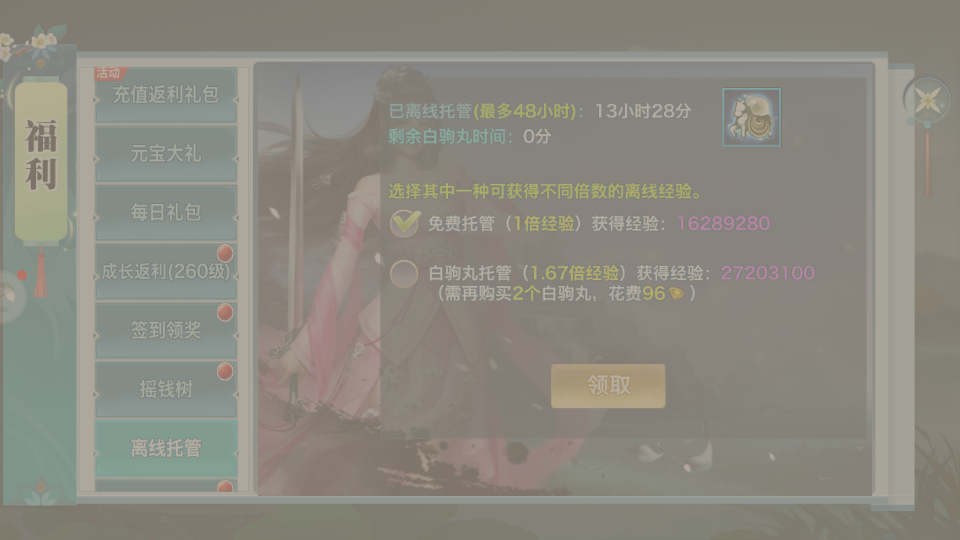 福利
活动
充值返利礼包
元宝大礼
每日礼包
成长返利(260级)
签到领奖
摇钱树
离线托管
已离线托管(最多48小时)：13小时28分
剩余白驹丸时间：0分
选择其中一种可获得不同倍数的离线经验。
免费托管（1倍经验）获得经验：16289280
白驹丸托管（1.67倍经验）获得经验：27203100
（需再购买2个白驹丸，花费96）
领取